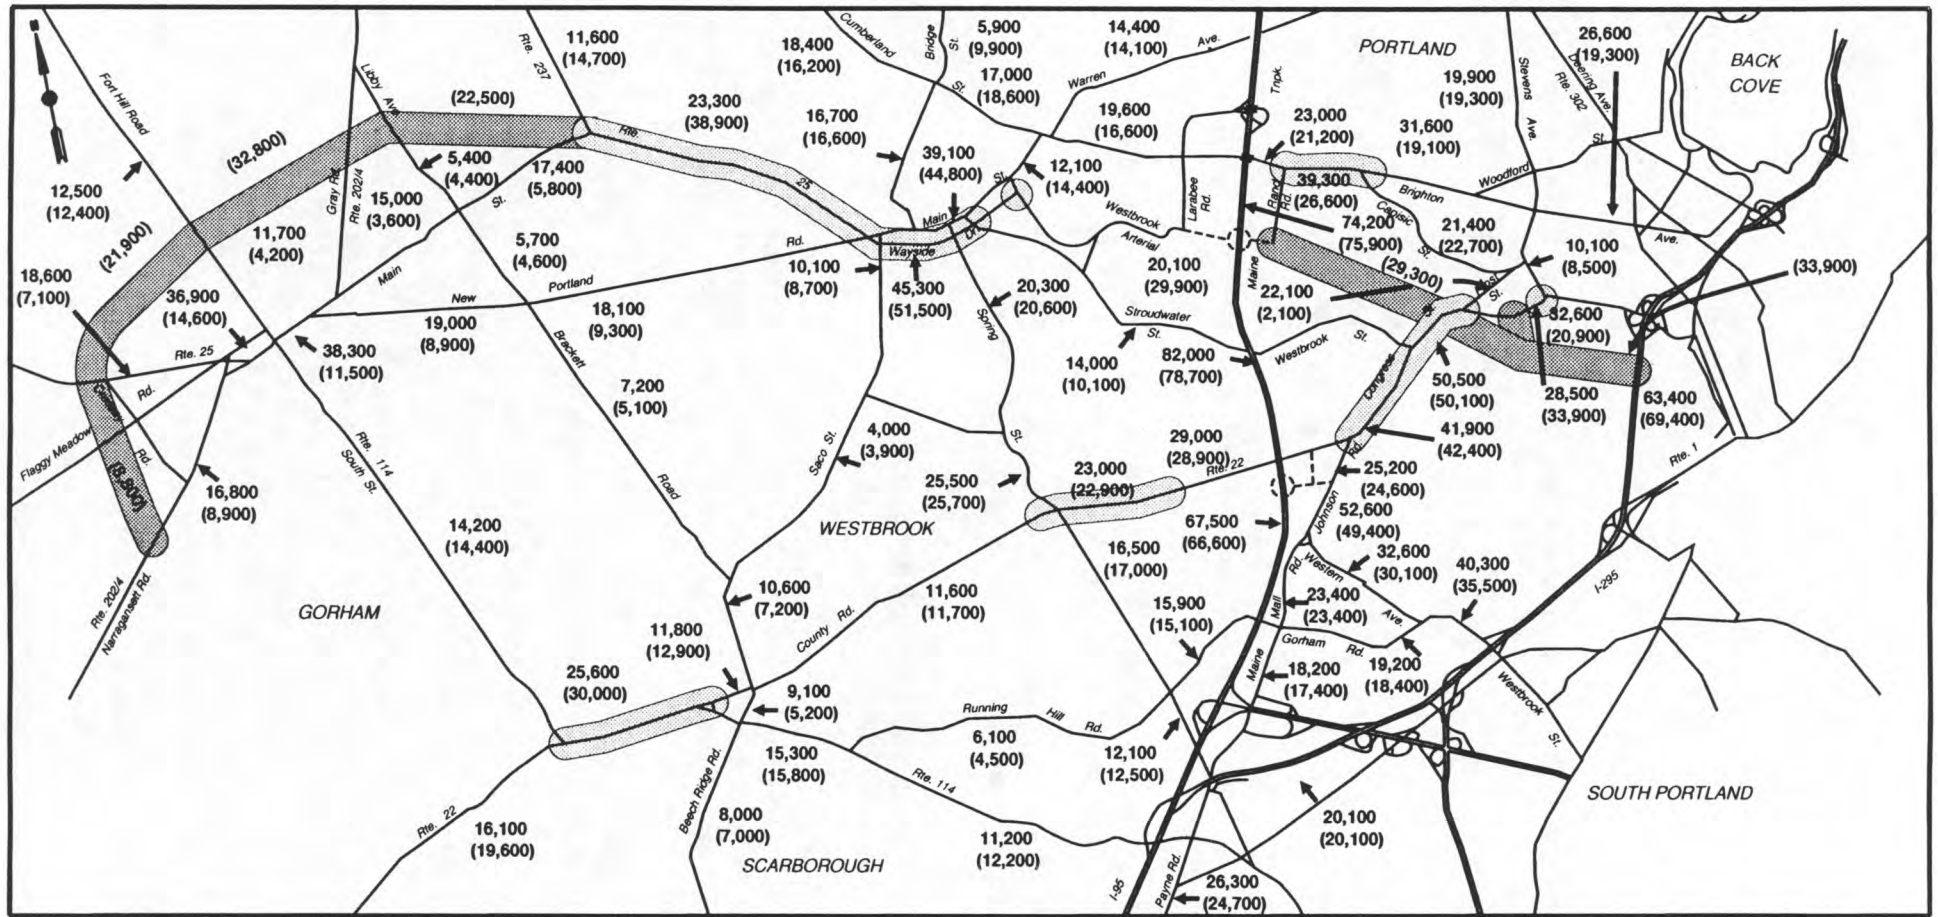 Fort Hill Road
Libby Ave.
Rte. 237
11,600
(14,700)
Cumberland
St.
18,400
(16,200)
Bridge
St.
5,900
(9,900)
17,000
(18,600)
14,400
(14,100)
Warren
Ave.
Tnpk.
PORTLAND
19,900
(19,300)
Stevens
Ave.
Deering Ave.
Rte. 302
26,600
(19,300)
BACK
COVE
(22,500)
23,300
(38,900)
Rte.
25
16,700
(16,600)
19,600
(16,600)
23,000
(21,200)
31,600
(19,100)
Woodford
St.
(32,800)
12,500
(12,400)
5,400
(4,400)
17,400
(5,800)
St.
39,100
(44,800)
St.
12,100
(14,400)
Larabee
Rd.
Rand
Rd.
39,300
(26,600)
Brighton
Ave.
Gray Rd.
Rte. 202/4
15,000
(3,600)
Main
Wayside
Dr.
Westbrook
Arterial
74,200
(75,900)
Capisic
St.
21,400
(22,700)
10,100
(8,500)
(21,900)
11,700
(4,200)
5,700
(4,600)
Rd.
10,100
(8,700)
45,300
(51,500)
20,300
(20,600)
20,100
(29,900)
Maine
(29,300)
St.
(33,900)
18,600
(7,100)
36,900
(14,600)
Main
New
Portland
18,100
(9,300)
22,100
(2,100)
32,600
(20,900)
Rte. 25
38,300
(11,500)
19,000
(8,900)
Brackett
Road
Spring
St.
Stroudwater
St.
Westbrook
St.
14,000
(10,100)
82,000
(78,700)
Congress
50,500
(50,100)
28,500
(33,900)
63,400
(69,400)
Flaggy Meadow
Rd.
Rd.
(8,800)
16,800
(8,900)
Rte. 114
South St.
7,200
(5,100)
Saco St.
4,000
(3,900)
41,900
(42,400)
Rte. 1
29,000
(28,900)
Rte. 22
Rd.
Johnson
25,200
(24,600)
25,500
(25,700)
23,000
(22,900)
14,200
(14,400)
WESTBROOK
67,500
(66,600)
52,600
(49,400)
Rte. 202/4
Narragansett Rd.
GORHAM
16,500
(17,000)
Rd.
Western
Ave.
32,600
(30,100)
40,300
(35,500)
I-295
10,600
(7,200)
County
Rd.
11,600
(11,700)
15,900
(15,100)
Mall
23,400
(23,400)
11,800
(12,900)
Gorham
Rd.
Maine
18,200
(17,400)
19,200
(18,400)
Westbrook
St.
25,600
(30,000)
9,100
(5,200)
Running
Hill
Rd.
6,100
(4,500)
12,100
(12,500)
15,300
(15,800)
Rte. 114
Beech Ridge Rd.
8,000
(7,000)
Rte. 22
16,100
(19,600)
SCARBOROUGH
11,200
(12,200)
20,100
(20,100)
SOUTH PORTLAND
I-95
Payne Rd.
26,300
(24,700)